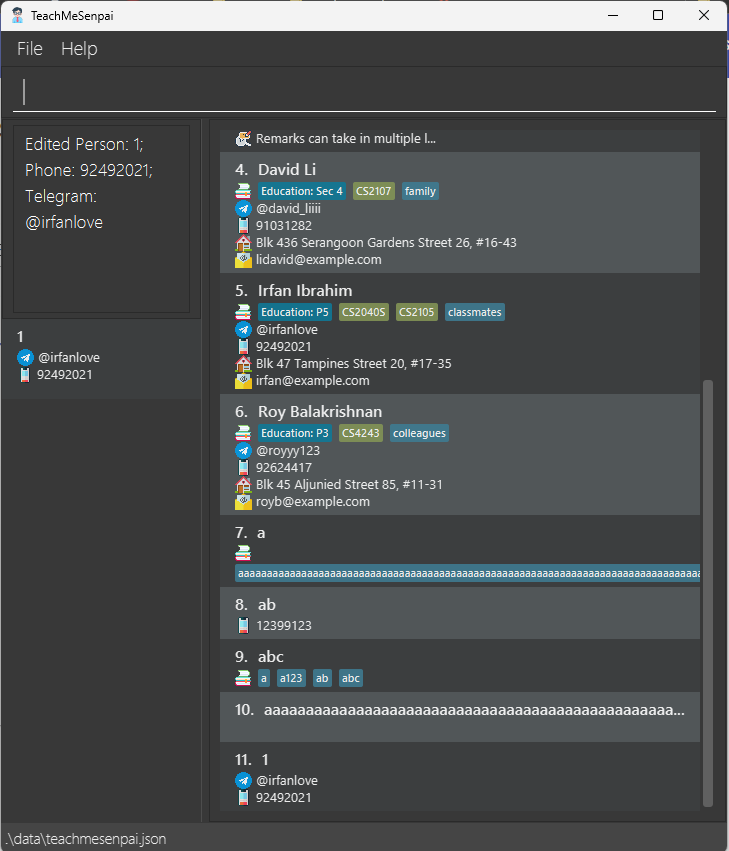 TeachMeSenpai
File Help
Edited Person: 1;
Phone: 92492021;
Telegram:
@irfanlove
1
@irfanlove
92492021
Remarks can take in multiple l...
4. David Li
Education: Sec 4 CS2107 family
@david_liiii
91031282
Blk 436 Serangoon Gardens Street 26, #16-43
lidavid@example.com
5. Irfan Ibrahim
Education: P5 CS2040S CS2105 classmates
@irfanlove
92492021
Blk 47 Tampines Street 20, #17-35
irfan@example.com
6. Roy Balakrishnan
Education: P3 CS4243 colleagues
@royyy123
92624417
Blk 45 Aljunied Street 85, #11-31
royb@example.com
7. a
8. ab
12399123
9. abc
a a123 ab abc
10.
11. 1
@irfanlove
92492021
.\data\teachmesenpai.json